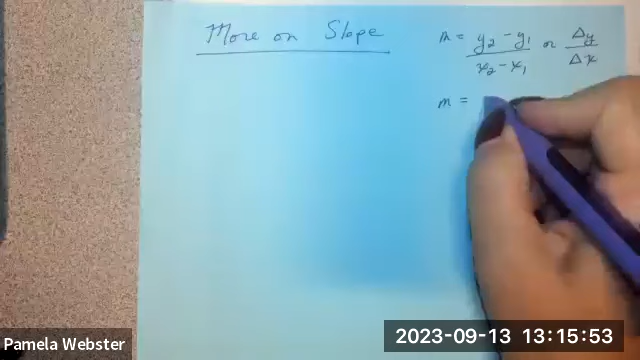 More on Slope
m = y₂ - y₁ / x₂ - x₁ or Δy / Δx
m =
Pamela Webster
2023-09-13 13:15:53